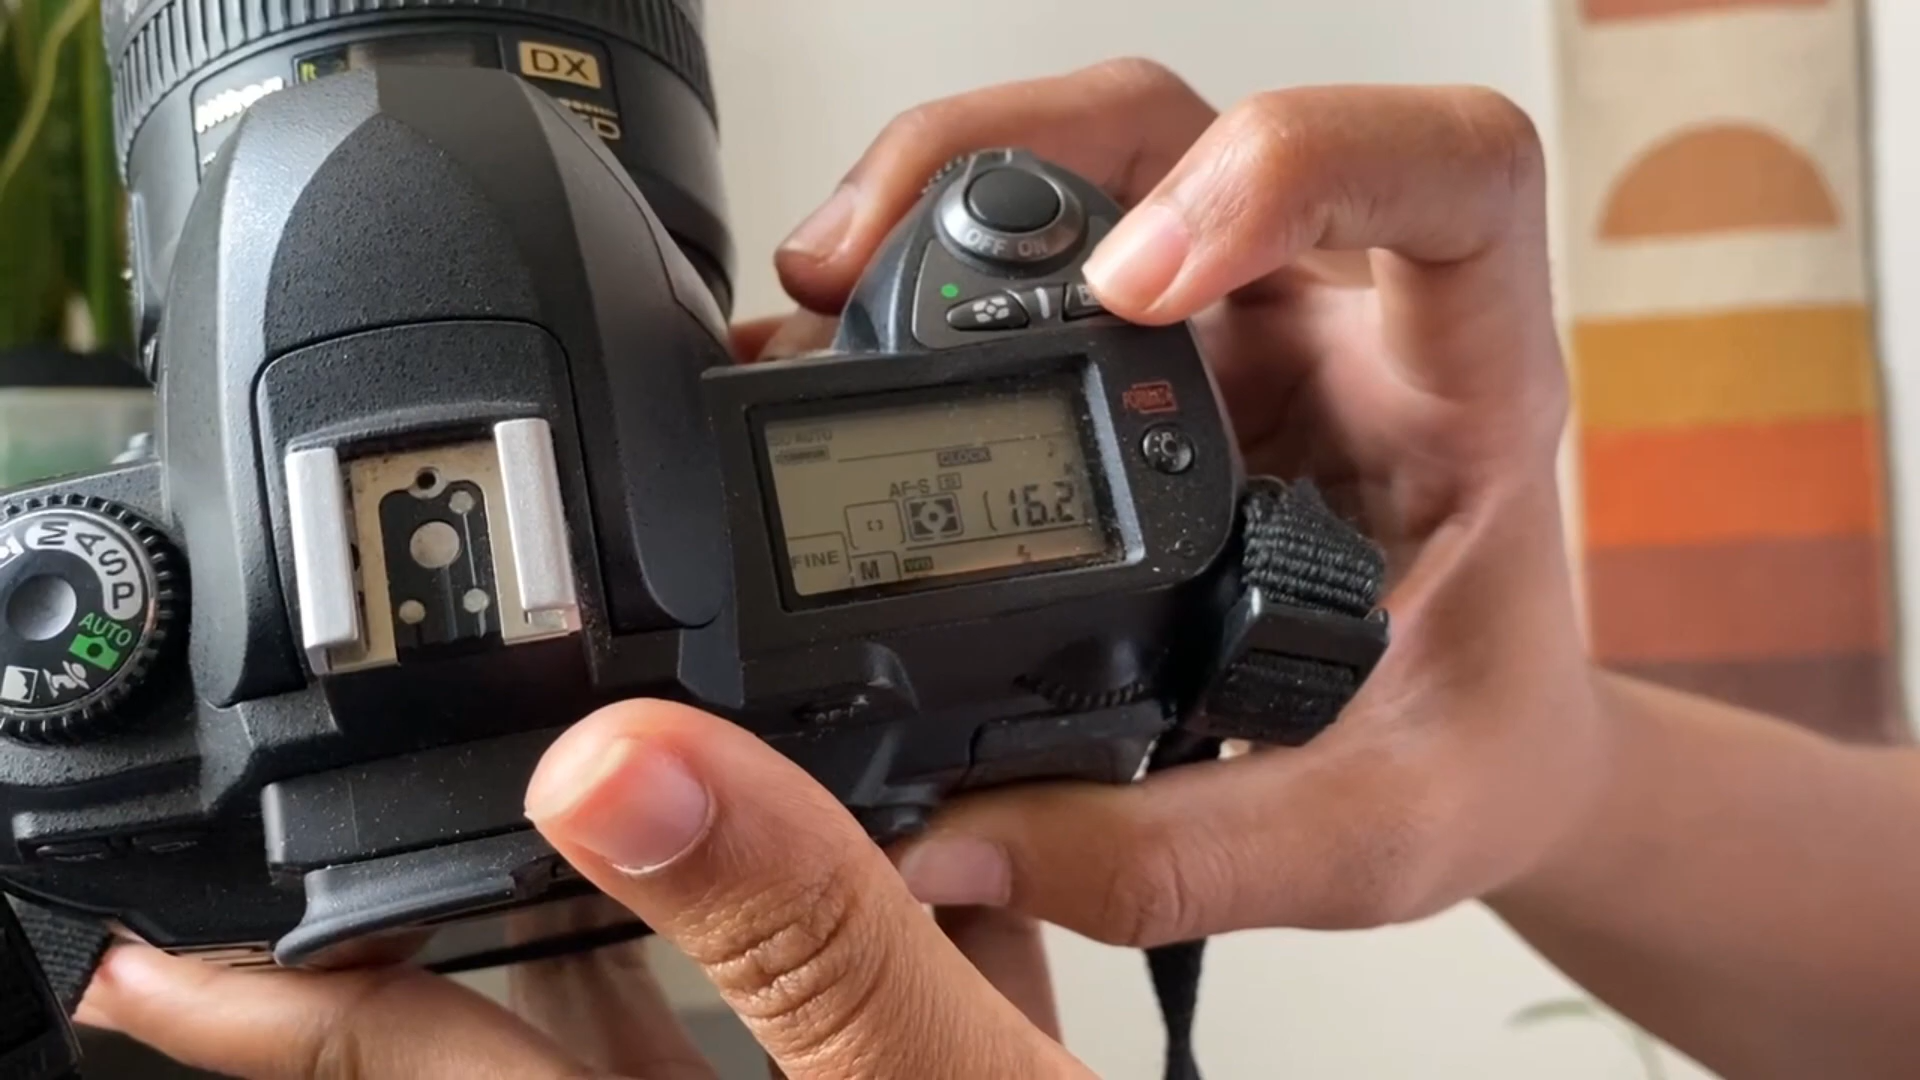 DX
Nikon
ED
OFF ON
FORMAT
ISO AUTO
CLOCK
AF-S
(16.2
FINE
M
M
A
S
P
AUTO